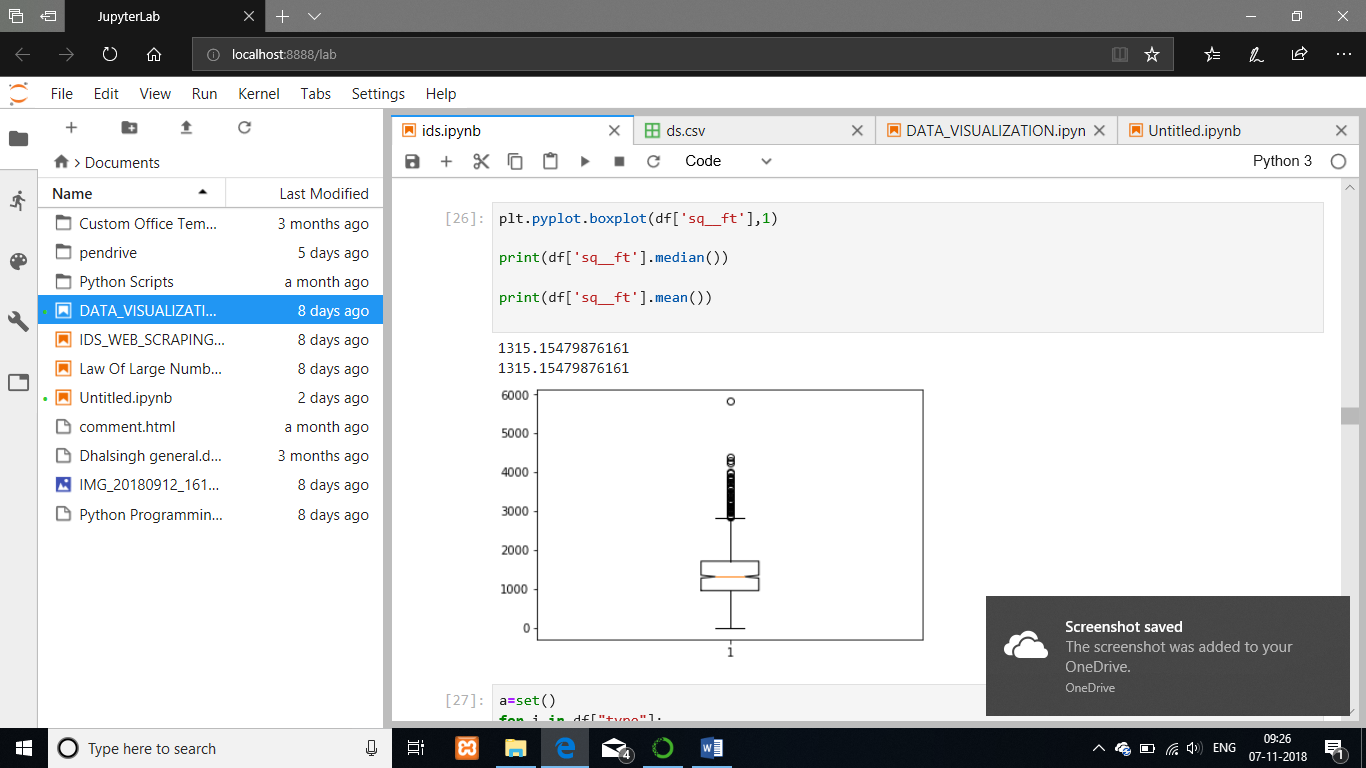 JupyterLab
localhost:8888/lab
File Edit View Run Kernel Tabs Settings Help
ids.ipynb ds.csv DATA_VISUALIZATION.ipyn Untitled.ipynb
Code Python 3
Documents
Name Last Modified
Custom Office Tem... 3 months ago
pendrive 5 days ago
Python Scripts a month ago
DATA_VISUALIZATI... 8 days ago
IDS_WEB_SCRAPING... 8 days ago
Law Of Large Numb... 8 days ago
Untitled.ipynb 2 days ago
comment.html a month ago
Dhalsingh general.d... 3 months ago
IMG_20180912_161... 8 days ago
Python Programmin... 8 days ago
[26]: plt.pyplot.boxplot(df['sq__ft'],1)
print(df['sq__ft'].median())
print(df['sq__ft'].mean())
1315.15479876161
1315.15479876161
6000
5000
4000
3000
2000
1000
0
1
[27]: a=set()
for i in df["type"]:
Screenshot saved
The screenshot was added to your
OneDrive.
OneDrive
Type here to search
4
ENG
09:26
07-11-2018
1